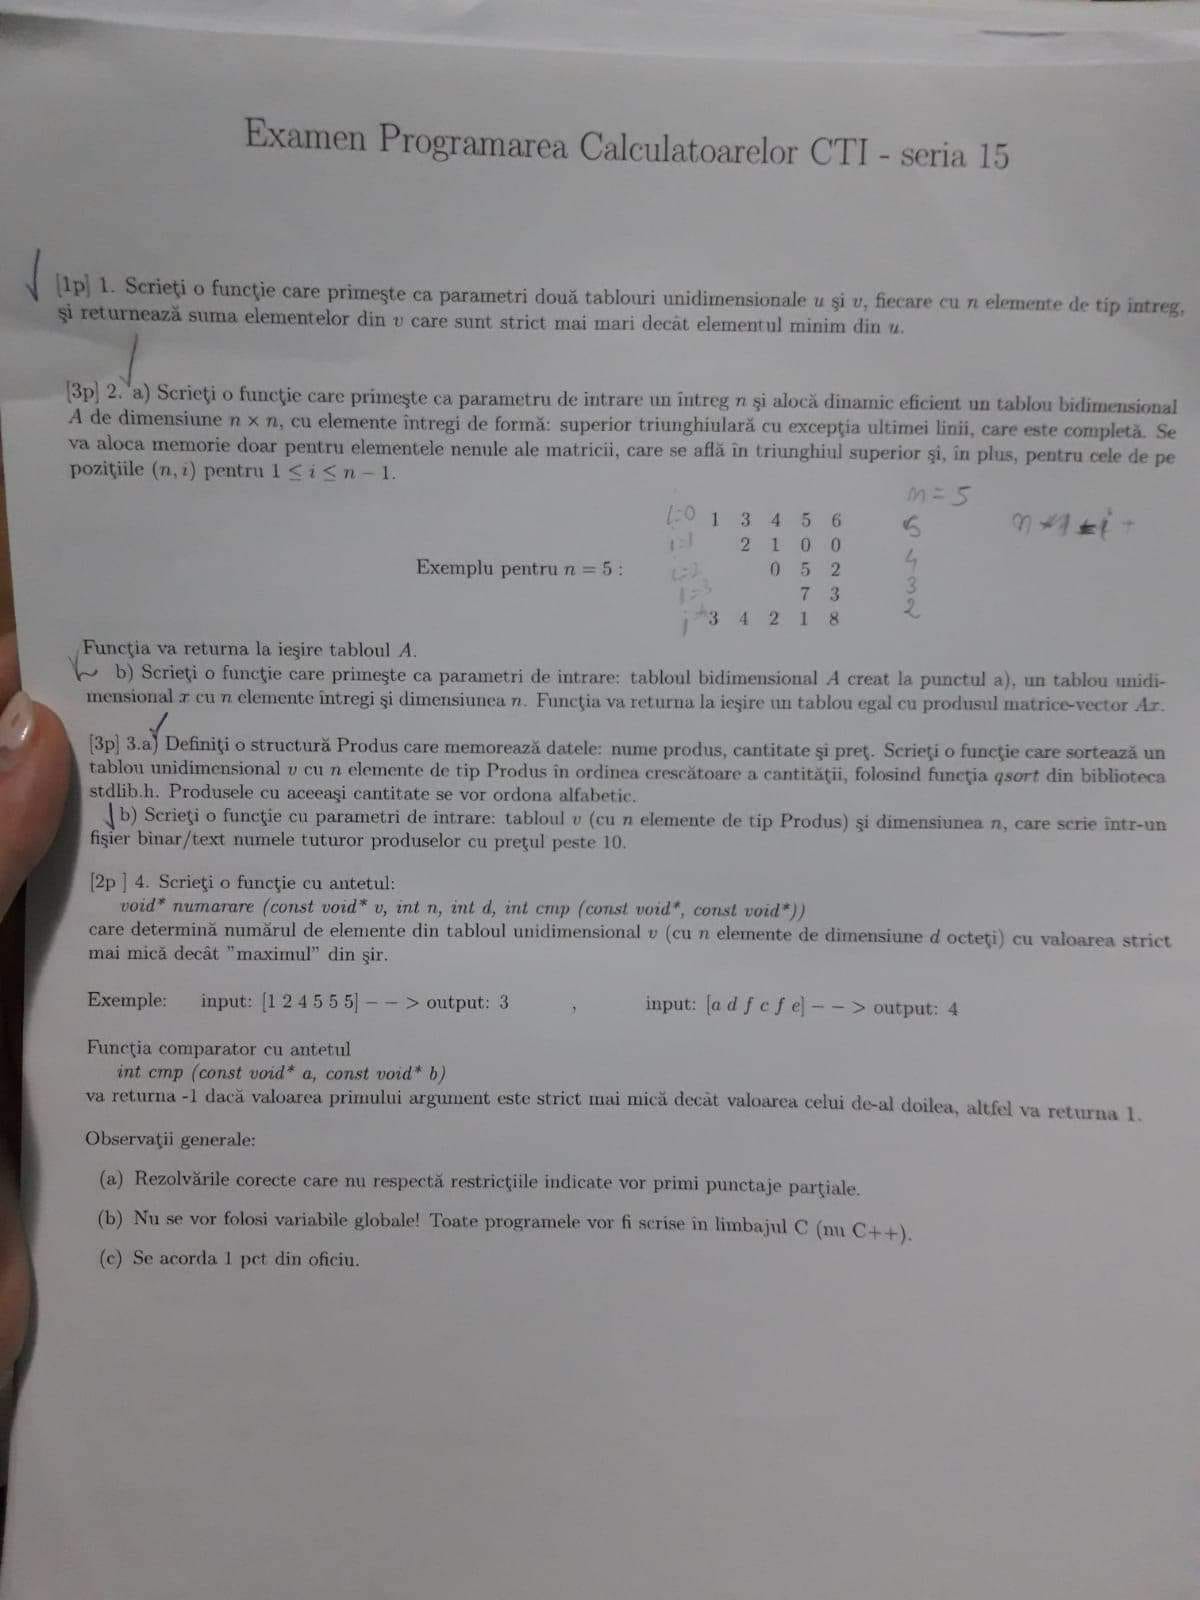 Examen Programarea Calculatoarelor CTI - seria 15
[1p] 1. Scrieţi o funcţie care primeşte ca parametri două tablouri unidimensionale u şi v, fiecare cu n elemente de tip intreg,
şi returnează suma elementelor din v care sunt strict mai mari decât elementul minim din u.
[3p] 2. a) Scrieţi o funcţie care primeşte ca parametru de intrare un întreg n şi alocă dinamic eficient un tablou bidimensional
A de dimensiune n × n, cu elemente întregi de formă: superior triunghiulară cu excepţia ultimei linii, care este completă. Se
va aloca memorie doar pentru elementele nenule ale matricii, care se află în triunghiul superior şi, în plus, pentru cele de pe
poziţiile (n, i) pentru 1 ≤ i ≤ n − 1.
n = 5
i=0 1 3 4 5 6 5
i=1 2 1 0 0 4
Exemplu pentru n = 5 : i=2 0 5 2 3
i=3 7 3 2
3 4 2 1 8
Funcţia va returna la ieşire tabloul A.
b) Scrieţi o funcţie care primeşte ca parametri de intrare: tabloul bidimensional A creat la punctul a), un tablou unidi-
mensional x cu n elemente întregi şi dimensiunea n. Funcţia va returna la ieşire un tablou egal cu produsul matrice-vector Ax.
[3p] 3.a) Definiţi o structură Produs care memorează datele: nume produs, cantitate şi preţ. Scrieţi o funcţie care sortează un
tablou unidimensional v cu n elemente de tip Produs în ordinea crescătoare a cantităţii, folosind funcţia qsort din biblioteca
stdlib.h. Produsele cu aceeaşi cantitate se vor ordona alfabetic.
b) Scrieţi o funcţie cu parametri de intrare: tabloul v (cu n elemente de tip Produs) şi dimensiunea n, care scrie într-un
fişier binar/text numele tuturor produselor cu preţul peste 10.
[2p ] 4. Scrieţi o funcţie cu antetul:
void* numarare (const void* v, int n, int d, int cmp (const void*, const void*))
care determină numărul de elemente din tabloul unidimensional v (cu n elemente de dimensiune d octeţi) cu valoarea strict
mai mică decât "maximul" din şir.
Exemple: input: [1 2 4 5 5 5] − − > output: 3 , input: [a d f c f e] − − > output: 4
Funcţia comparator cu antetul
int cmp (const void* a, const void* b)
va returna -1 dacă valoarea primului argument este strict mai mică decât valoarea celui de-al doilea, altfel va returna 1.
Observaţii generale:
(a) Rezolvările corecte care nu respectă restricţiile indicate vor primi punctaje parţiale.
(b) Nu se vor folosi variabile globale! Toate programele vor fi scrise în limbajul C (nu C++).
(c) Se acorda 1 pct din oficiu.